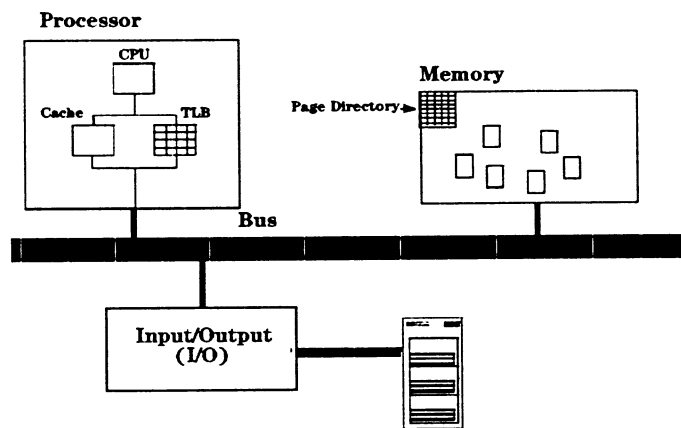 Processor
CPU
Cache
TLB
Memory
Page Directory
Bus
Input/Output
(I/O)